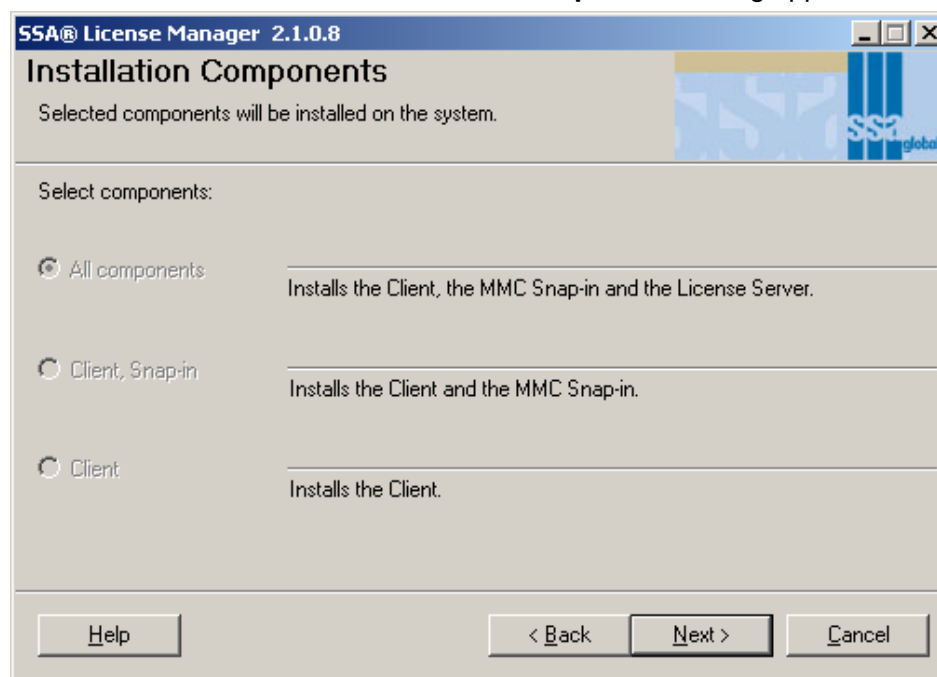 SSA® License Manager 2.1.0.8
Installation Components
Selected components will be installed on the system.
ssa global
Select components:
All components
Installs the Client, the MMC Snap-in and the License Server.
Client, Snap-in
Installs the Client and the MMC Snap-in.
Client
Installs the Client.
Help
< Back
Next >
Cancel